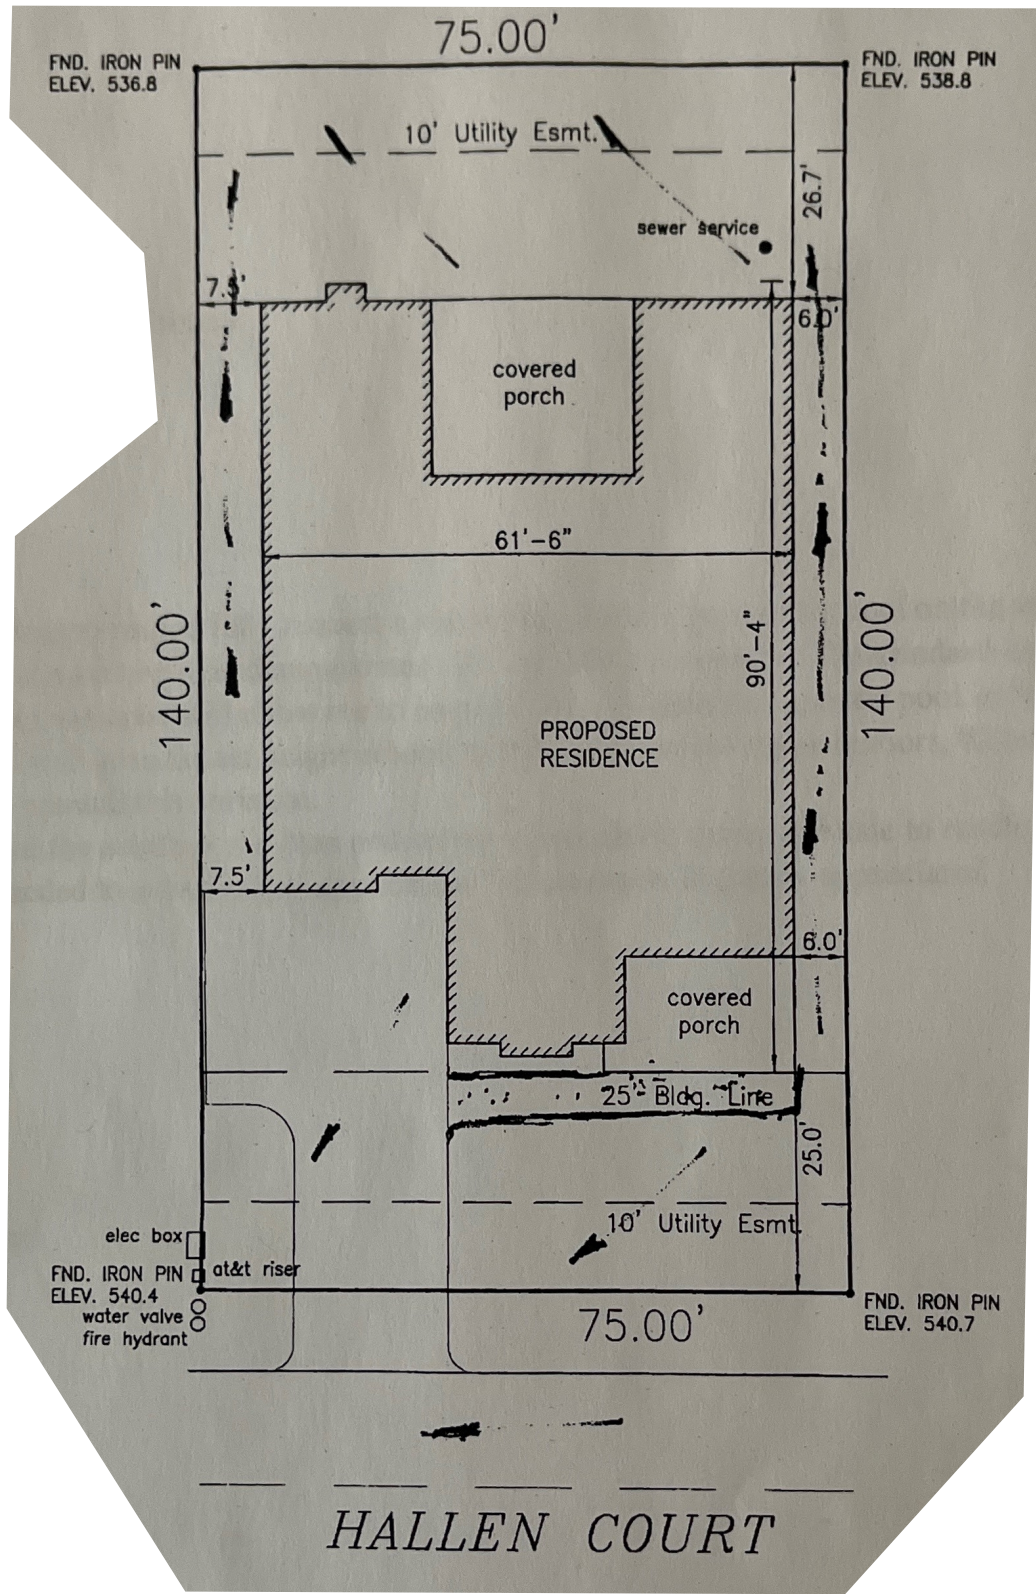 75.00'
FND. IRON PIN
ELEV. 536.8
FND. IRON PIN
ELEV. 538.8
10' Utility Esmt.
26.7'
sewer service
7.5'
6.0'
covered
porch
61'-6"
140.00'
90'-4"
140.00'
PROPOSED
RESIDENCE
7.5'
6.0'
covered
porch
25' Bldg. Line
25.0'
10' Utility Esmt.
elec box
at&t riser
FND. IRON PIN
ELEV. 540.4
water valve
fire hydrant
75.00'
FND. IRON PIN
ELEV. 540.7
HALLEN COURT